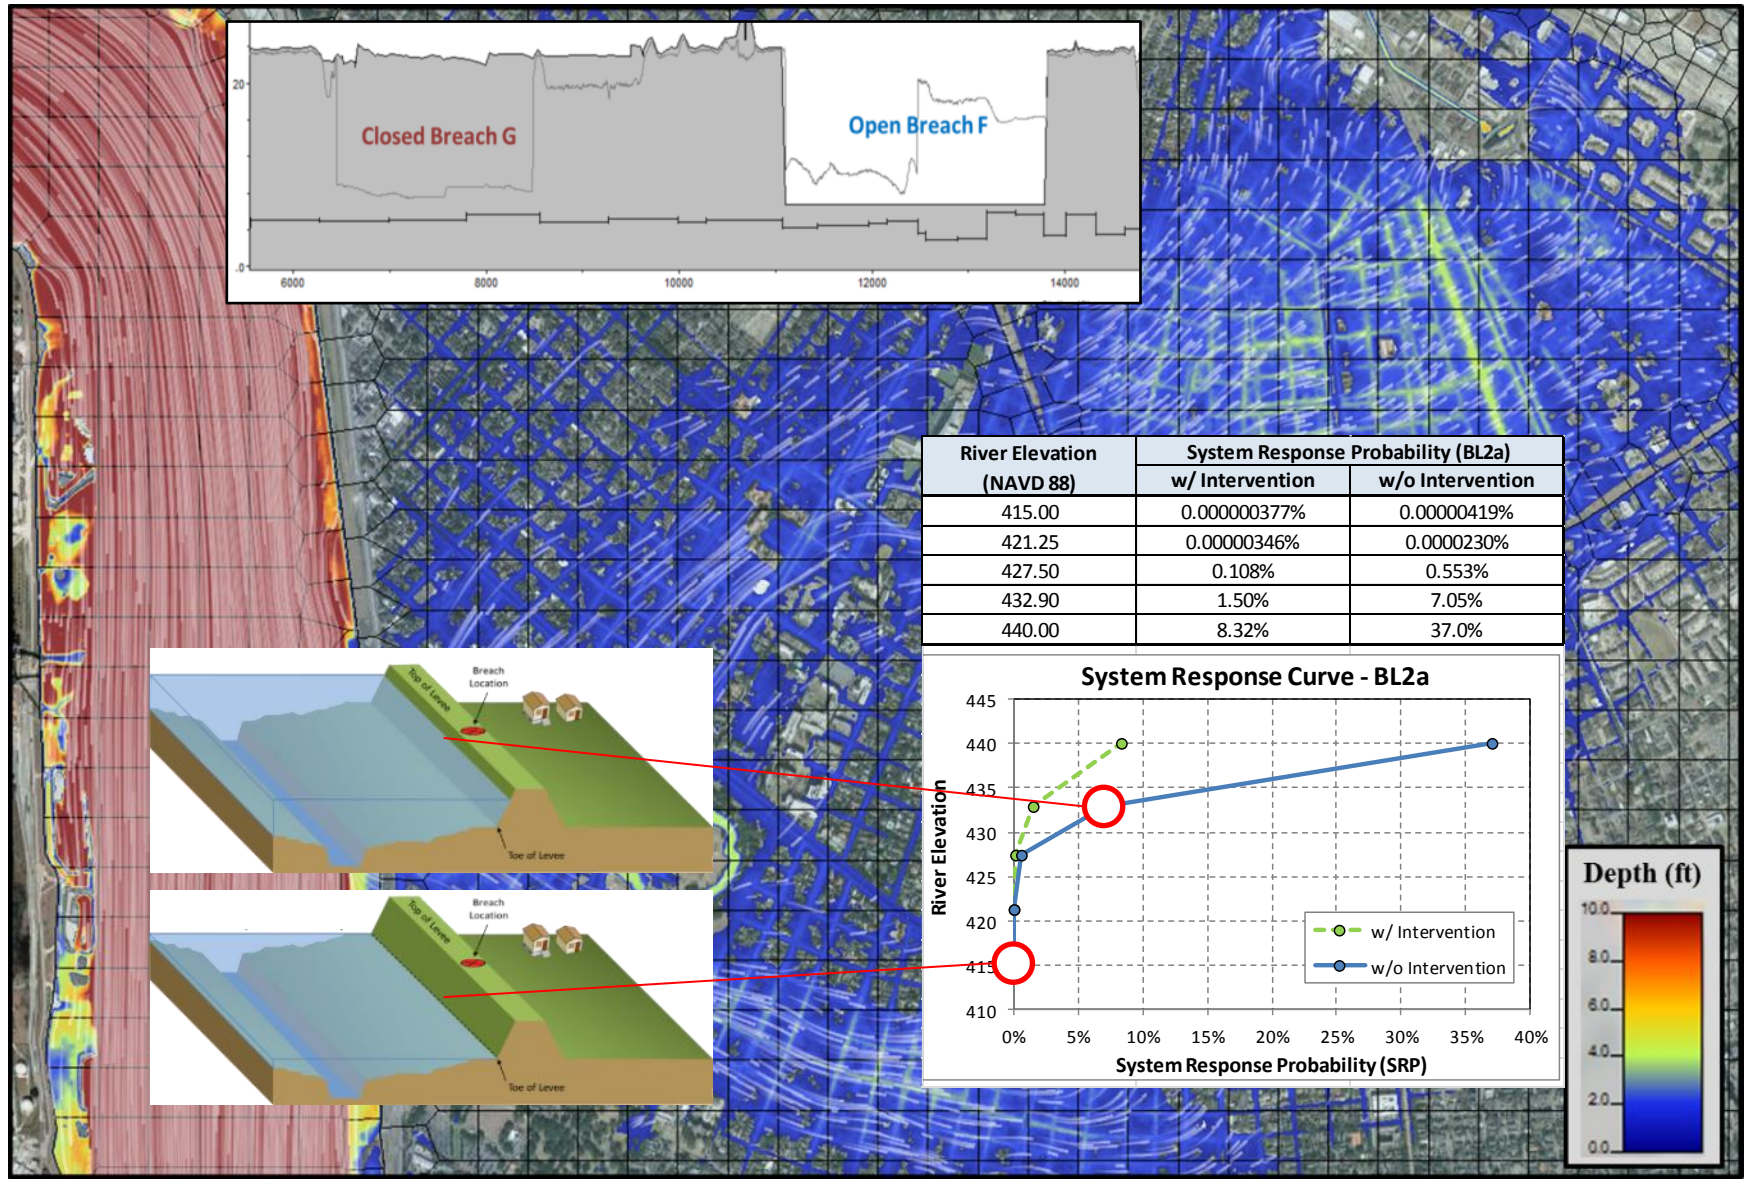 20
.0
Closed Breach G
Open Breach F
6000 8000 10000 12000 14000
River Elevation (NAVD 88) System Response Probability (BL2a)
w/ Intervention w/o Intervention
415.00 0.000000377% 0.00000419%
421.25 0.00000346% 0.0000230%
427.50 0.108% 0.553%
432.90 1.50% 7.05%
440.00 8.32% 37.0%
Top of Levee
Breach
Location
Toe of Levee
Top of Levee
Breach
Location
Toe of Levee
System Response Curve - BL2a
River Elevation
445
440
435
430
425
420
415
410
w/ Intervention
w/o Intervention
0% 5% 10% 15% 20% 25% 30% 35% 40%
System Response Probability (SRP)
Depth (ft)
10.0
8.0
6.0
4.0
2.0
0.0